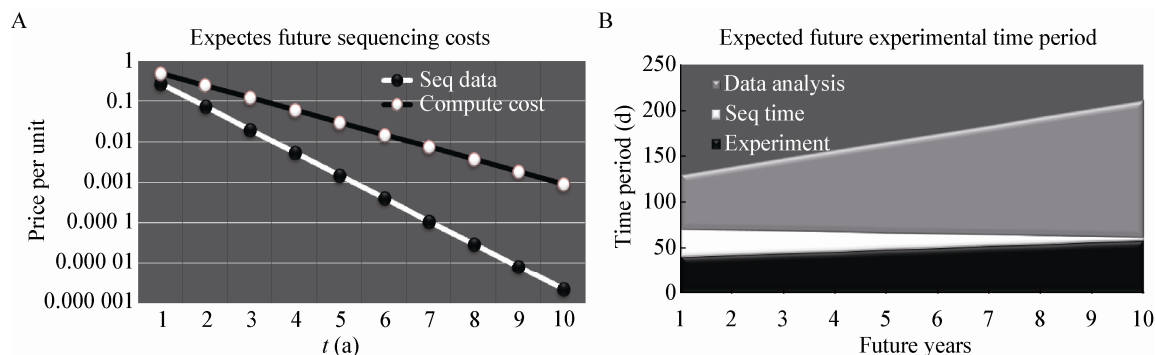 A
Expectes future sequencing costs
Price per unit
1
0.1
0.01
0.001
0.000 1
0.000 01
0.000 001
Seq data
Compute cost
1 2 3 4 5 6 7 8 9 10
t (a)
B
Expected future experimental time period
Time period (d)
250
200
150
100
50
0
Data analysis
Seq time
Experiment
1 2 3 4 5 6 7 8 9 10
Future years